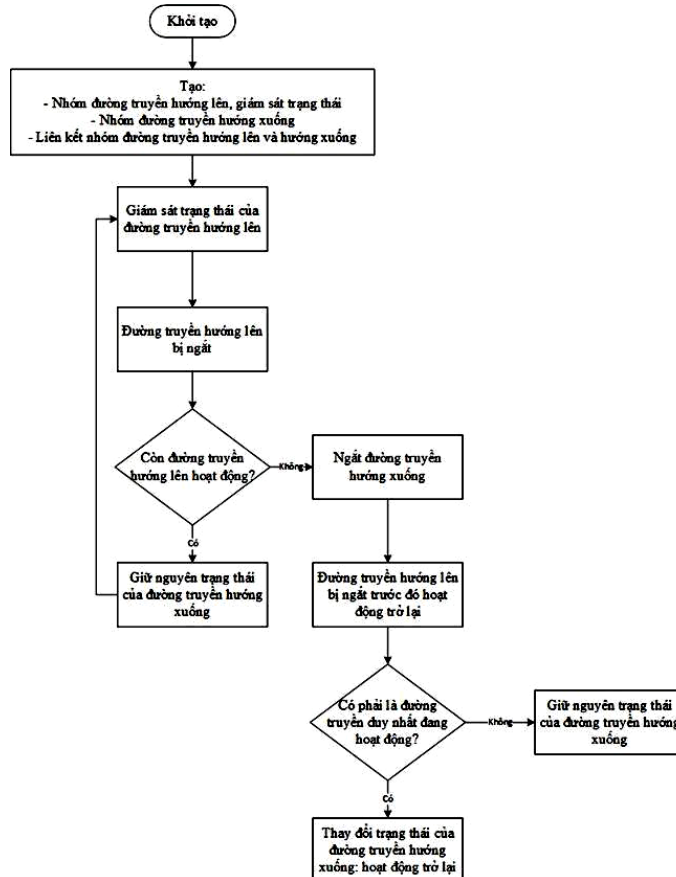 Khởi tạo
Tạo:
- Nhóm đường truyền hướng lên, giám sát trạng thái
- Nhóm đường truyền hướng xuống
- Liên kết nhóm đường truyền hướng lên và hướng xuống
Giám sát trạng thái của
đường truyền hướng lên
Đường truyền hướng lên
bị ngắt
Còn đường truyền
hướng lên hoạt động?
Không
Ngắt đường truyền
hướng xuống
Có
Giữ nguyên trạng thái
của đường truyền hướng
xuống
Đường truyền hướng lên
bị ngắt trước đó hoạt
động trở lại
Có phải là đường
truyền duy nhất đang
hoạt động?
Không
Giữ nguyên trạng thái
của đường truyền hướng
xuống
Có
Thay đổi trạng thái của
đường truyền hướng
xuống: hoạt động trở lại